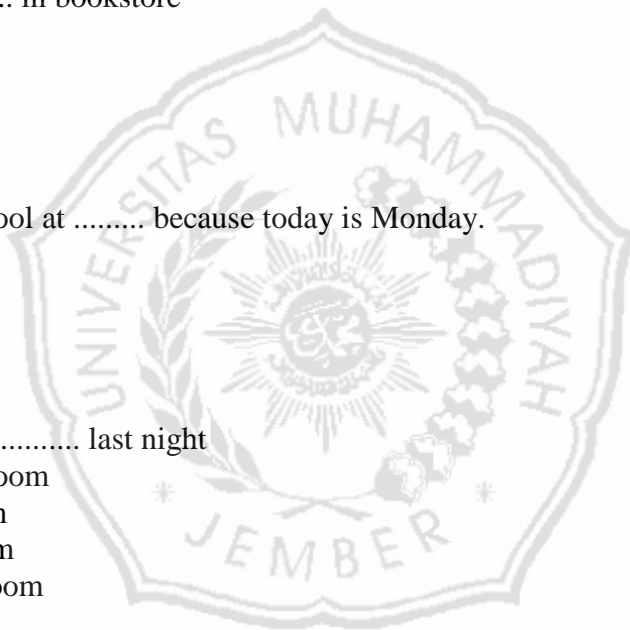 .. in bookstore
ool at ......... because today is Monday.
.......... last night
oom
n
m
oom
UNIVERSITAS MUHAMMADIYAH
JEMBER